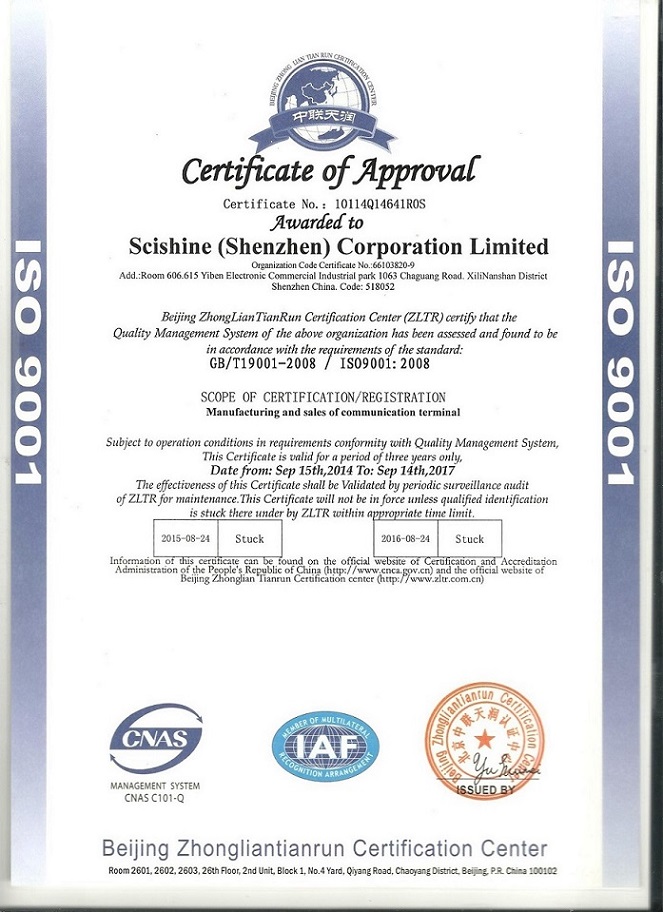 BEIJING ZHONG LIAN TIAN RUN CERTIFICATION CENTER
中联天润
Certificate of Approval
Certificate No.: 10114Q14641R0S
Awarded to
Scishine (Shenzhen) Corporation Limited
Organization Code Certificate No.:66103820-9
Add.:Room 606.615 Yiben Electronic Commercial Industrial park 1063 Chaguang Road. XiliNanshan District
Shenzhen China. Code: 518052
Beijing ZhongLianTianRun Certification Center (ZLTR) certify that the
Quality Management System of the above organization has been assessed and found to be
in accordance with the requirements of the standard:
GB/T19001-2008 / ISO9001:2008
ISO 9001
ISO 9001
SCOPE OF CERTIFICATION/REGISTRATION
Manufacturing and sales of communication terminal
Subject to operation conditions in requirements conformity with Quality Management System,
This Certificate is valid for a period of three years only,
Date from: Sep 15th,2014 To: Sep 14th,2017
The effectiveness of this Certificate shall be Validated by periodic surveillance audit
of ZLTR for maintenance.This Certificate will not be in force unless qualified identification
is stuck there under by ZLTR within appropriate time limit.
2015-08-24 Stuck 2016-08-24 Stuck
Information of this certificate can be found on the official website of Certification and Accreditation
Administration of the People's Republic of China (http://www.cnca.gov.cn) and the official website of
Beijing Zhonglian Tianrun Certification center (http://www.zltr.com.cn)
CNAS
MANAGEMENT SYSTEM
CNAS C101-Q
MEMBER OF MULTILATERAL
IAF
RECOGNITION ARRANGEMENT
Beijing Zhongliantianrun Certification Center
北京中联天润认证中心
ISSUED BY
Beijing Zhongliantianrun Certification Center
Room 2601, 2602, 2603, 26th Floor, 2nd Unit, Block 1, No.4 Yard, Qiyang Road, Chaoyang District, Beijing, P.R. China 100102